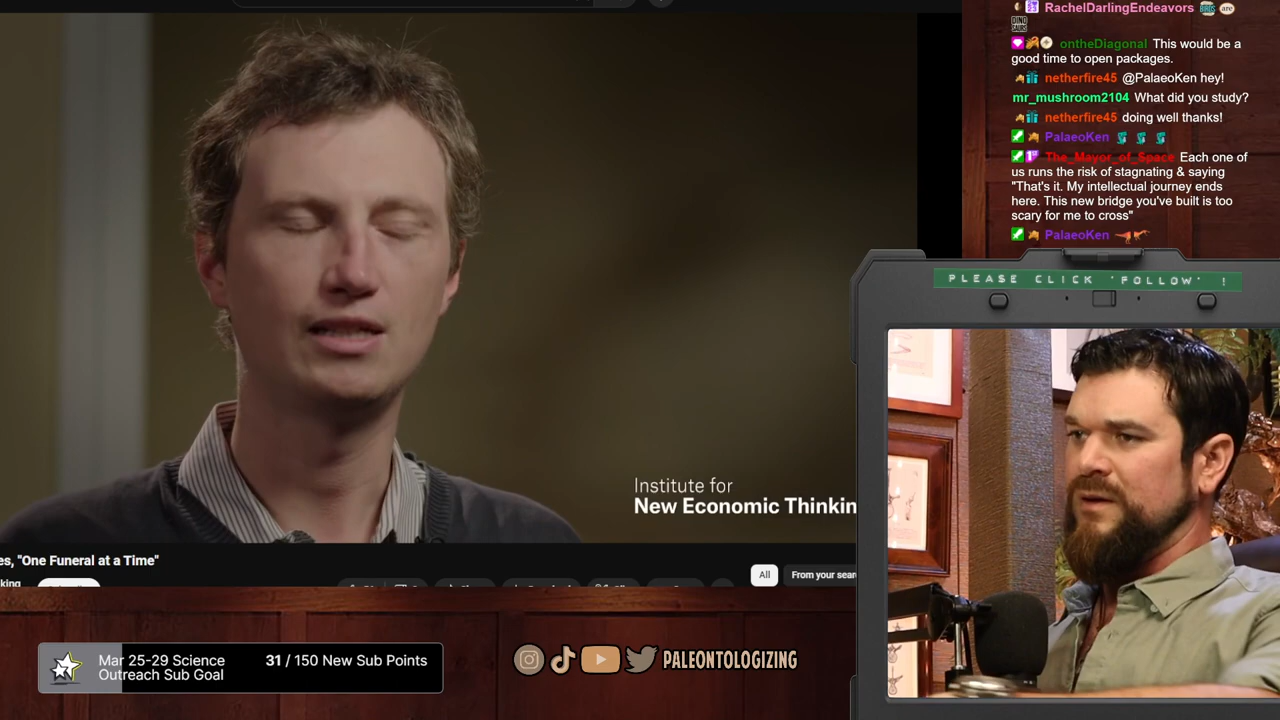 RachelDarlingEndeavors BIRDS are
DINOSAURS
ontheDiagonal This would be a
good time to open packages.
netherfire45 @PalaeoKen hey!
mr_mushroom2104 What did you study?
netherfire45 doing well thanks!
PalaeoKen
The_Mayor_of_Space Each one of
us runs the risk of stagnating & saying
"That's it. My intellectual journey ends
here. This new bridge you've built is too
scary for me to cross"
PalaeoKen
PLEASE CLICK 'FOLLOW' !
Institute for
New Economic Thinkin
es, "One Funeral at a Time"
king
All
From your sear
Mar 25-29 Science
Outreach Sub Goal
31 / 150 New Sub Points
PALEONTOLOGIZING